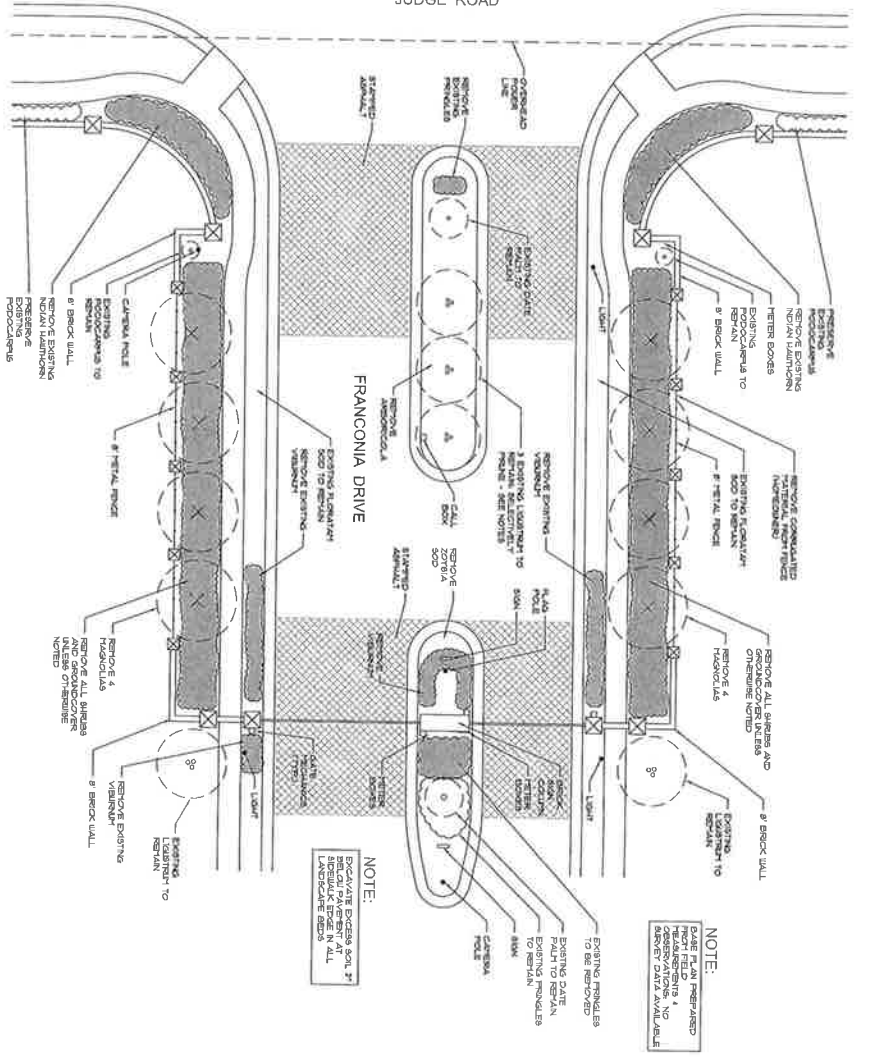 JUDGE ROAD
OVERHEAD
POWER
LINE
REMOVE
EXISTING
PRINGLES
STAMPED
ASPHALT
EXISTING DATE
PALM TO
REMAIN
PRESERVE
EXISTING
PODOCARPUS
REMOVE EXISTING
INDIAN HAWTHORN
METER BOXES
EXISTING
PODOCARPUS TO
REMAIN
8' BRICK WALL
LIGHT
REMOVE CORRUGATED
MATERIAL FROM FENCE
(HOMEOWNER)
EXISTING FLORATAM
SOD TO REMAIN
8' METAL FENCE
3 EXISTING LIGUSTRUM TO
REMAIN. SELECTIVELY
PRUNE - SEE NOTES
REMOVE EXISTING
VIBURNUM
REMOVE
ARBORICOLA
CALL
BOX
FRANCONIA DRIVE
CAMERA POLE
EXISTING
PODOCARPUS TO
REMAIN
8' BRICK WALL
REMOVE EXISTING
INDIAN HAWTHORN
PRESERVE
EXISTING
PODOCARPUS
8' METAL FENCE
EXISTING FLORATAM
SOD TO REMAIN
REMOVE EXISTING
VIBURNUM
STAMPED
ASPHALT
REMOVE
ZOYSIA
SOD
FLAG
POLE
SIGN
REMOVE
VIBURNUM
REMOVE 4
MAGNOLIAS
REMOVE ALL SHRUBS AND
GROUNDCOVER UNLESS
OTHERWISE NOTED
8' BRICK WALL
EXISTING
LIGUSTRUM TO
REMAIN
LIGHT
BRICK
SIGN
COLUMN
METER
BOXES
METER
BOXES
GATE
MECHANICS
(TYP)
LIGHT
REMOVE 4
MAGNOLIAS
REMOVE ALL SHRUBS
AND GROUNDCOVER
UNLESS OTHERWISE
NOTED
8' BRICK WALL
REMOVE EXISTING
VIBURNUM
EXISTING
LIGUSTRUM TO
REMAIN
EXISTING PRINGLES
TO BE REMOVED
EXISTING DATE
PALM TO REMAIN
EXISTING PRINGLES
TO REMAIN
SIGN
CAMERA
POLE
NOTE:
EXCAVATE EXCESS SOIL 3"
BELOW PAVEMENT AT
SIDEWALK EDGE IN ALL
LANDSCAPE BEDS
NOTE:
BASE PLAN PREPARED
FROM FIELD
MEASUREMENTS &
OBSERVATIONS. NO
SURVEY DATA AVAILABLE